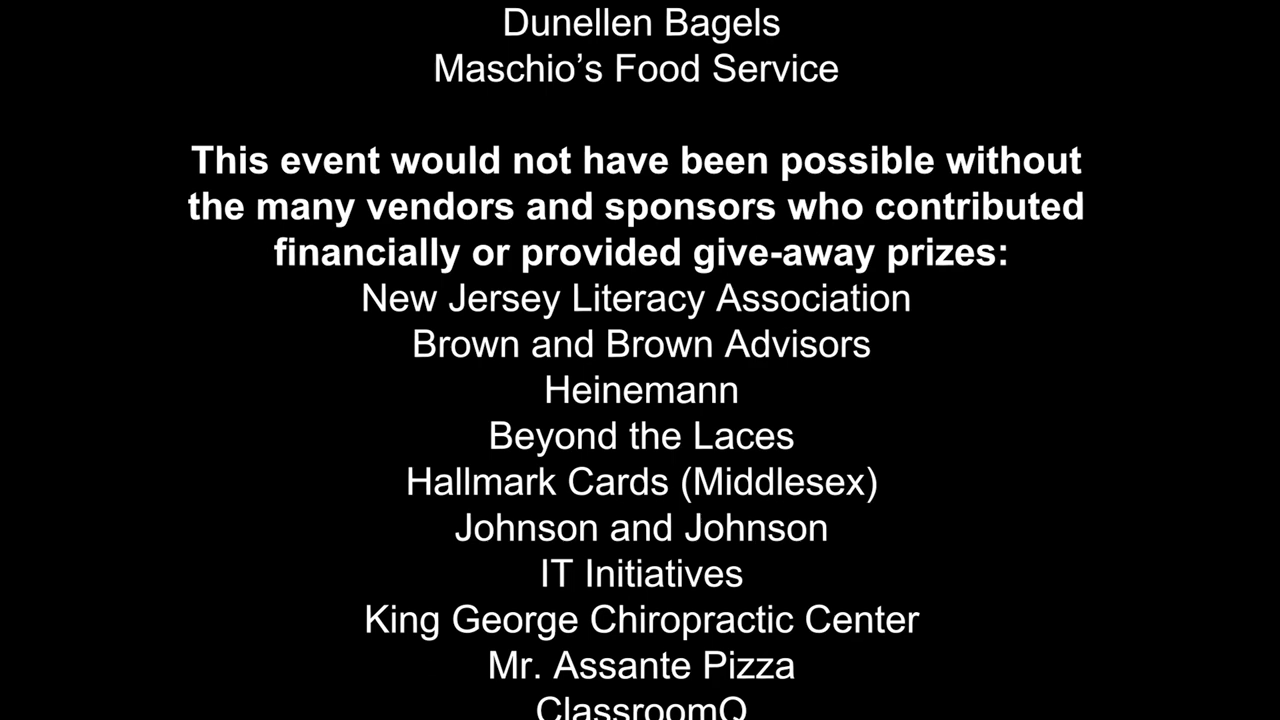 Dunellen Bagels
Maschio’s Food Service
This event would not have been possible without
the many vendors and sponsors who contributed
financially or provided give-away prizes:
New Jersey Literacy Association
Brown and Brown Advisors
Heinemann
Beyond the Laces
Hallmark Cards (Middlesex)
Johnson and Johnson
IT Initiatives
King George Chiropractic Center
Mr. Assante Pizza
ClassroomQ